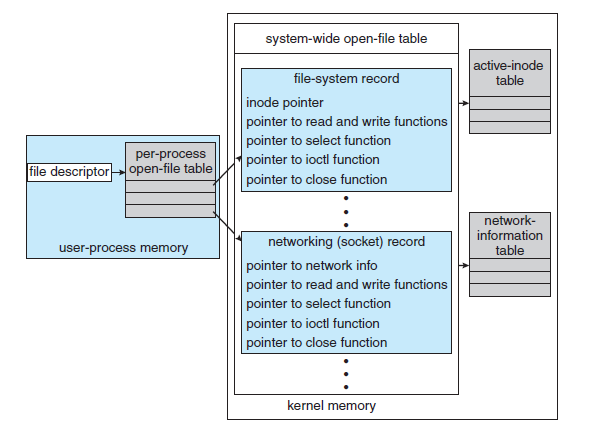 system-wide open-file table
file-system record
inode pointer
pointer to read and write functions
pointer to select function
pointer to ioctl function
pointer to close function
active-inode
table
per-process
open-file table
file descriptor
user-process memory
networking (socket) record
pointer to network info
pointer to read and write functions
pointer to select function
pointer to ioctl function
pointer to close function
network-
information
table
kernel memory